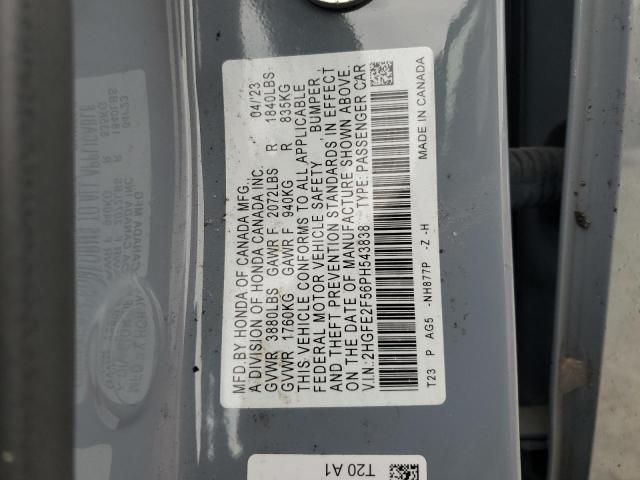 MFD.BY HONDA OF CANADA MFG. 04/23
A DIVISION OF HONDA CANADA INC.
GVWR 3880LBS GAWR F 2072LBS R 1840LBS
GVWR 1760KG GAWR F 940KG R 835KG
THIS VEHICLE CONFORMS TO ALL APPLICABLE
FEDERAL MOTOR VEHICLE SAFETY BUMPER
AND THEFT PREVENTION STANDARDS IN EFFECT
ON THE DATE OF MANUFACTURE SHOWN ABOVE.
V.I.N.:2HGFE2F56PH543838 TYPE: PASSENGER CAR
T23 P AG5 -NH877P -Z -H MADE IN CANADA
T20 A1